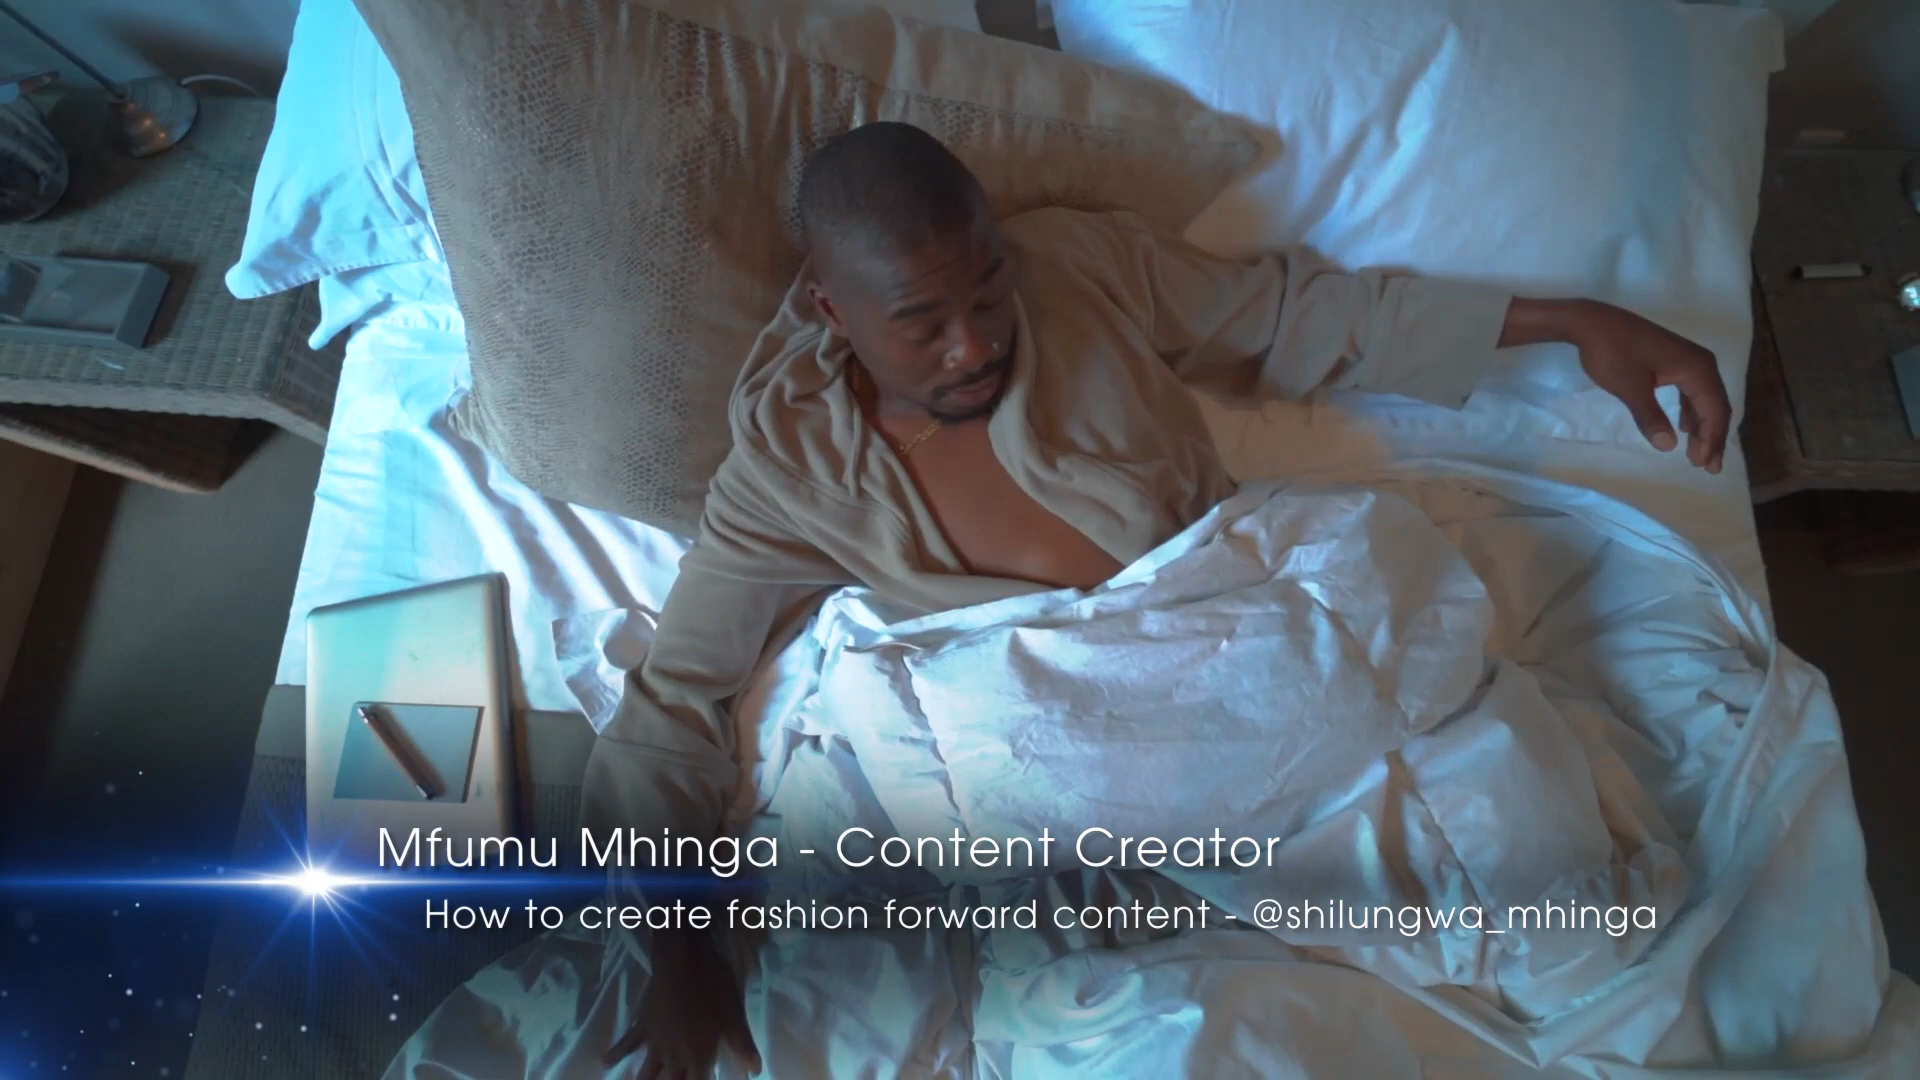 Mfumu Mhinga - Content Creator
How to create fashion forward content - @shilungwa_mhinga